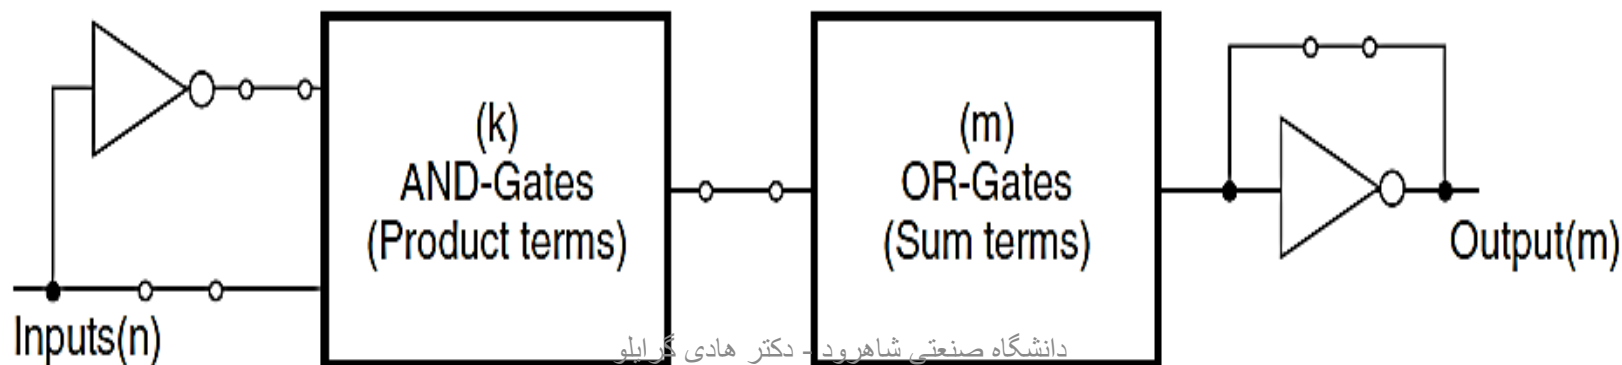 (k)
AND-Gates
(Product terms)
(m)
OR-Gates
(Sum terms)
Inputs(n)
Output(m)
دانشگاه صنعتی شاهرود - دکتر هادی گرایلو